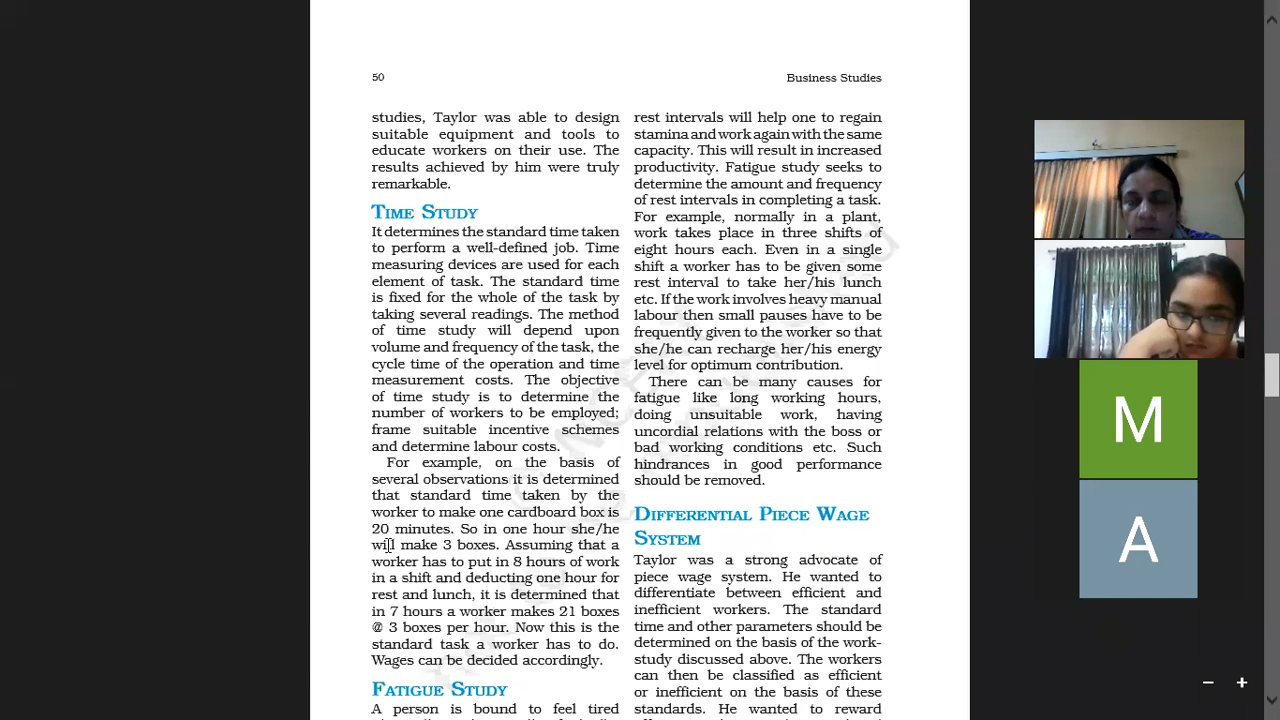 50
Business Studies
studies, Taylor was able to design
suitable equipment and tools to
educate workers on their use. The
results achieved by him were truly
remarkable.
TIME STUDY
It determines the standard time taken
to perform a well-defined job. Time
measuring devices are used for each
element of task. The standard time
is fixed for the whole of the task by
taking several readings. The method
of time study will depend upon
volume and frequency of the task, the
cycle time of the operation and time
measurement costs. The objective
of time study is to determine the
number of workers to be employed;
frame suitable incentive schemes
and determine labour costs.
For example, on the basis of
several observations it is determined
that standard time taken by the
worker to make one cardboard box is
20 minutes. So in one hour she/he
will make 3 boxes. Assuming that a
worker has to put in 8 hours of work
in a shift and deducting one hour for
rest and lunch, it is determined that
in 7 hours a worker makes 21 boxes
@ 3 boxes per hour. Now this is the
standard task a worker has to do.
Wages can be decided accordingly.
FATIGUE STUDY
A person is bound to feel tired
rest intervals will help one to regain
stamina and work again with the same
capacity. This will result in increased
productivity. Fatigue study seeks to
determine the amount and frequency
of rest intervals in completing a task.
For example, normally in a plant,
work takes place in three shifts of
eight hours each. Even in a single
shift a worker has to be given some
rest interval to take her/his lunch
etc. If the work involves heavy manual
labour then small pauses have to be
frequently given to the worker so that
she/he can recharge her/his energy
level for optimum contribution.
There can be many causes for
fatigue like long working hours,
doing unsuitable work, having
uncordial relations with the boss or
bad working conditions etc. Such
hindrances in good performance
should be removed.
DIFFERENTIAL PIECE WAGE
SYSTEM
Taylor was a strong advocate of
piece wage system. He wanted to
differentiate between efficient and
inefficient workers. The standard
time and other parameters should be
determined on the basis of the work-
study discussed above. The workers
can then be classified as efficient
or inefficient on the basis of these
standards. He wanted to reward
M
A